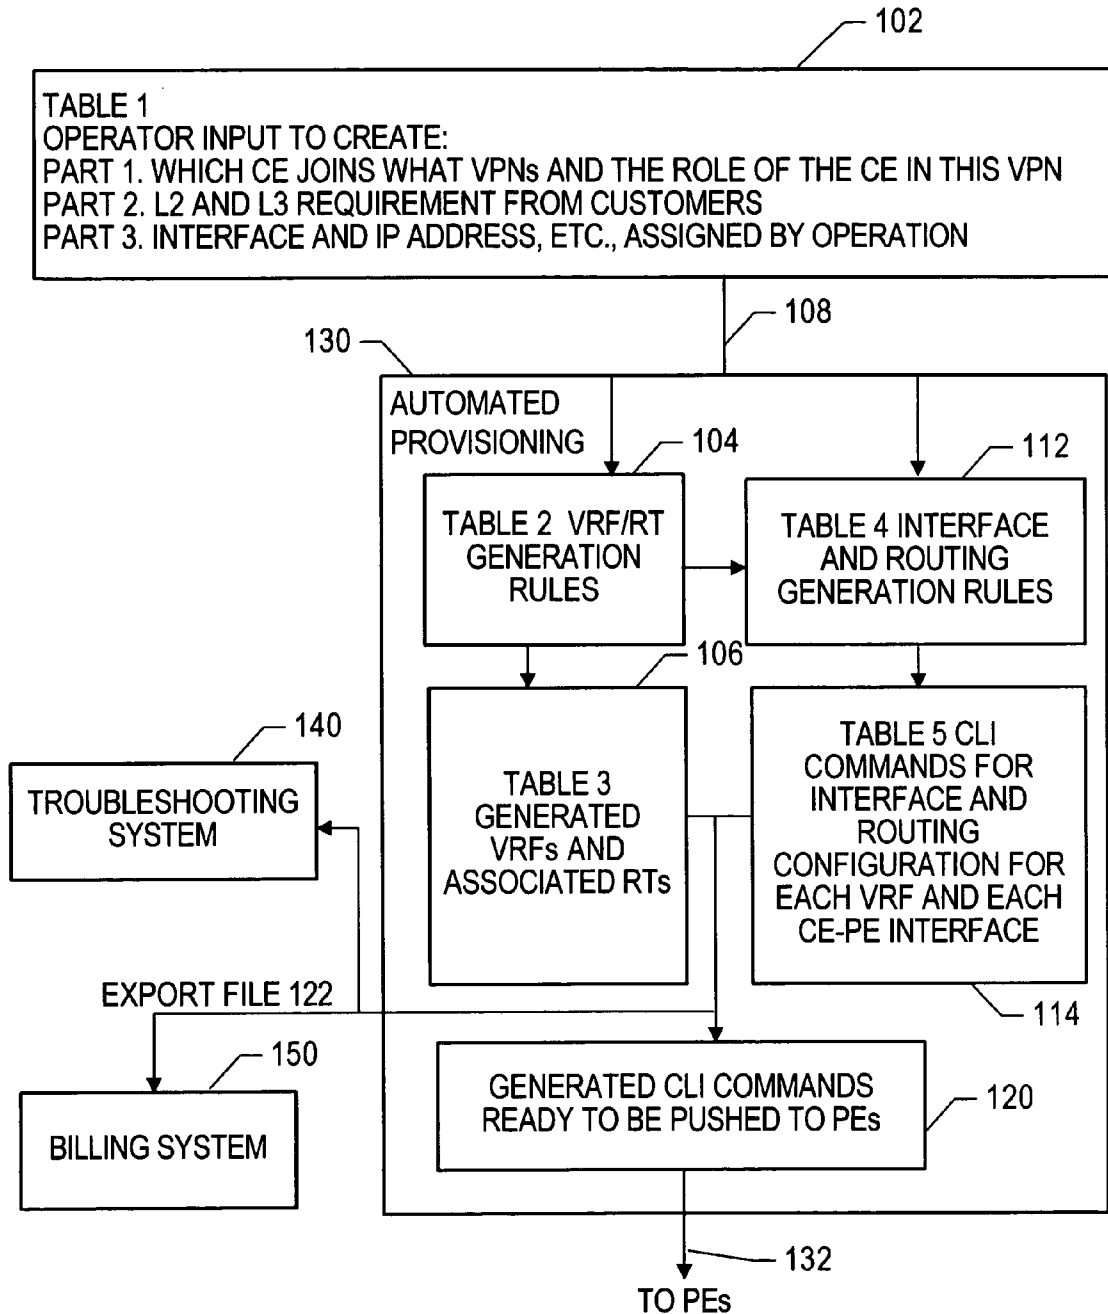 102
TABLE 1
OPERATOR INPUT TO CREATE:
PART 1. WHICH CE JOINS WHAT VPNs AND THE ROLE OF THE CE IN THIS VPN
PART 2. L2 AND L3 REQUIREMENT FROM CUSTOMERS
PART 3. INTERFACE AND IP ADDRESS, ETC., ASSIGNED BY OPERATION
108
130
AUTOMATED
PROVISIONING
104
112
TABLE 2 VRF/RT
GENERATION
RULES
TABLE 4 INTERFACE
AND ROUTING
GENERATION RULES
106
TABLE 3
GENERATED
VRFs AND
ASSOCIATED RTs
TABLE 5 CLI
COMMANDS FOR
INTERFACE AND
ROUTING
CONFIGURATION FOR
EACH VRF AND EACH
CE-PE INTERFACE
140
TROUBLESHOOTING
SYSTEM
EXPORT FILE 122
114
150
BILLING SYSTEM
GENERATED CLI COMMANDS
READY TO BE PUSHED TO PEs
120
132
TO PEs